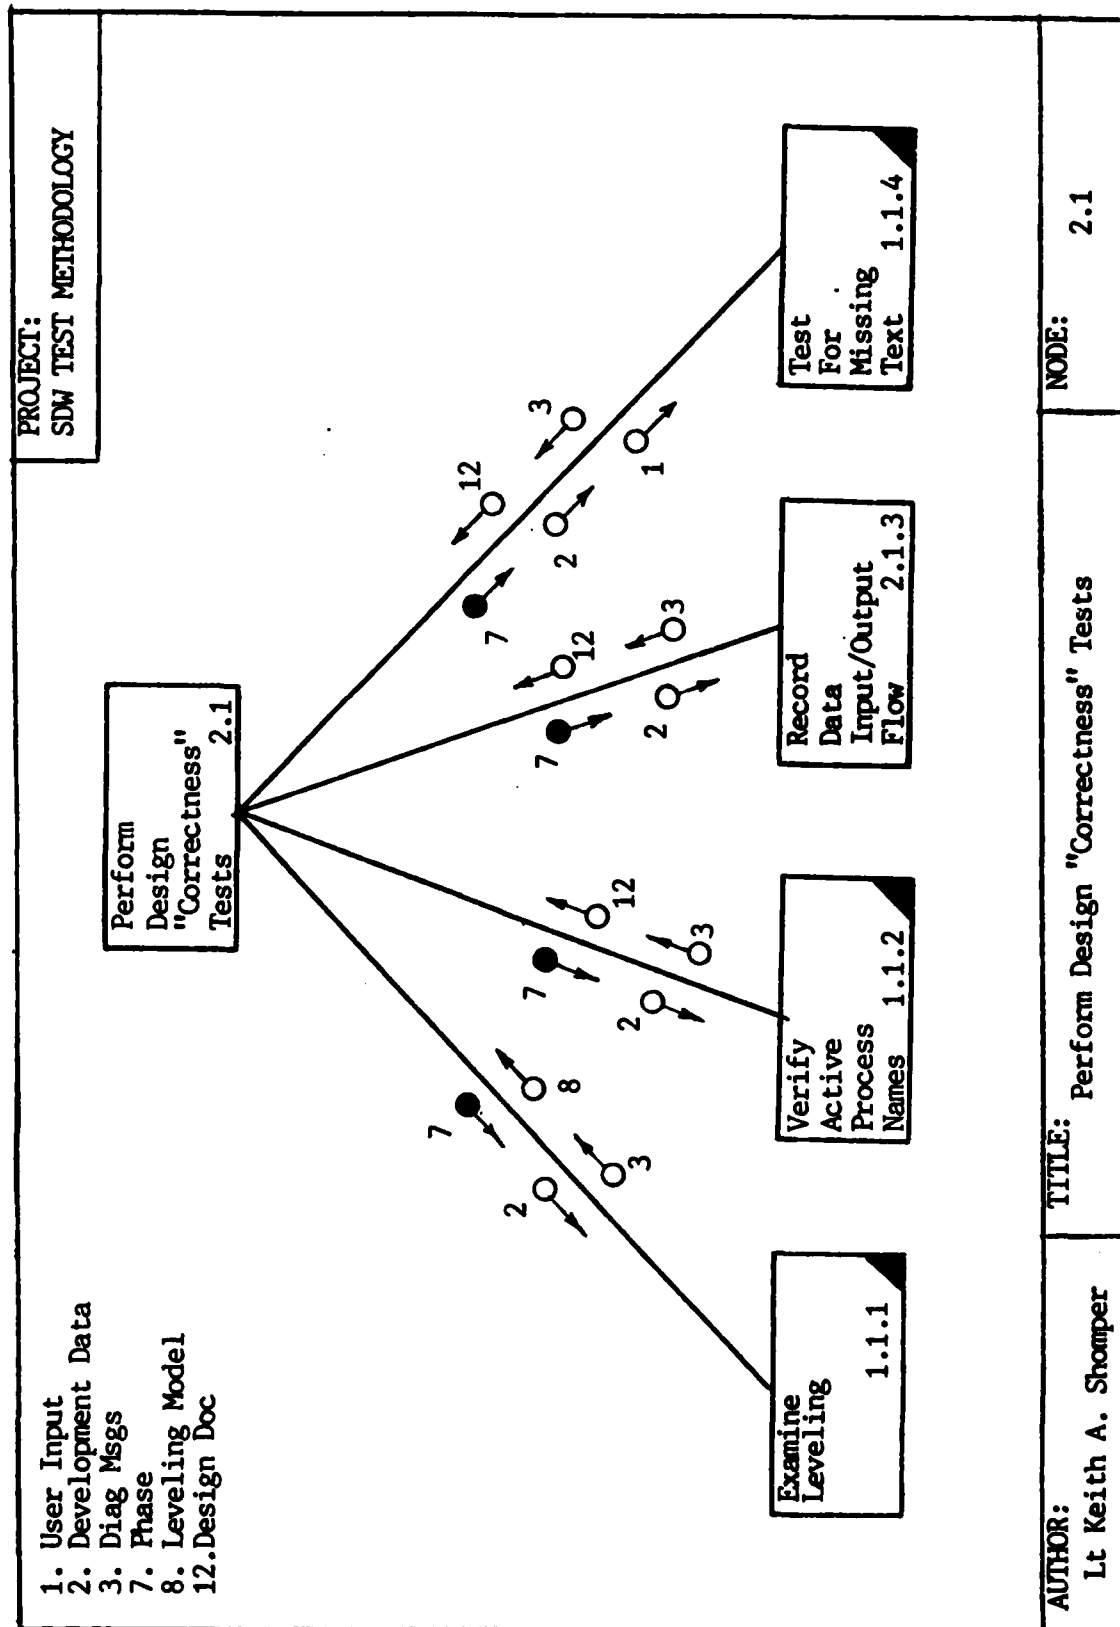 PROJECT:
SDW TEST METHODOLOGY
1. User Input
2. Development Data
3. Diag Msgs
7. Phase
8. Leveling Model
12.Design Doc
Perform
Design
"Correctness"
Tests 2.1
7
2
8
3
7
2
12
3
7
2
12
3
7
2
1
12
3
Examine
Leveling
1.1.1
Verify
Active
Process
Names 1.1.2
Record
Data
Input/Output
Flow 2.1.3
Test
For
Missing
Text 1.1.4
AUTHOR:
Lt Keith A. Shomper
TITLE:
Perform Design "Correctness" Tests
NODE:
2.1